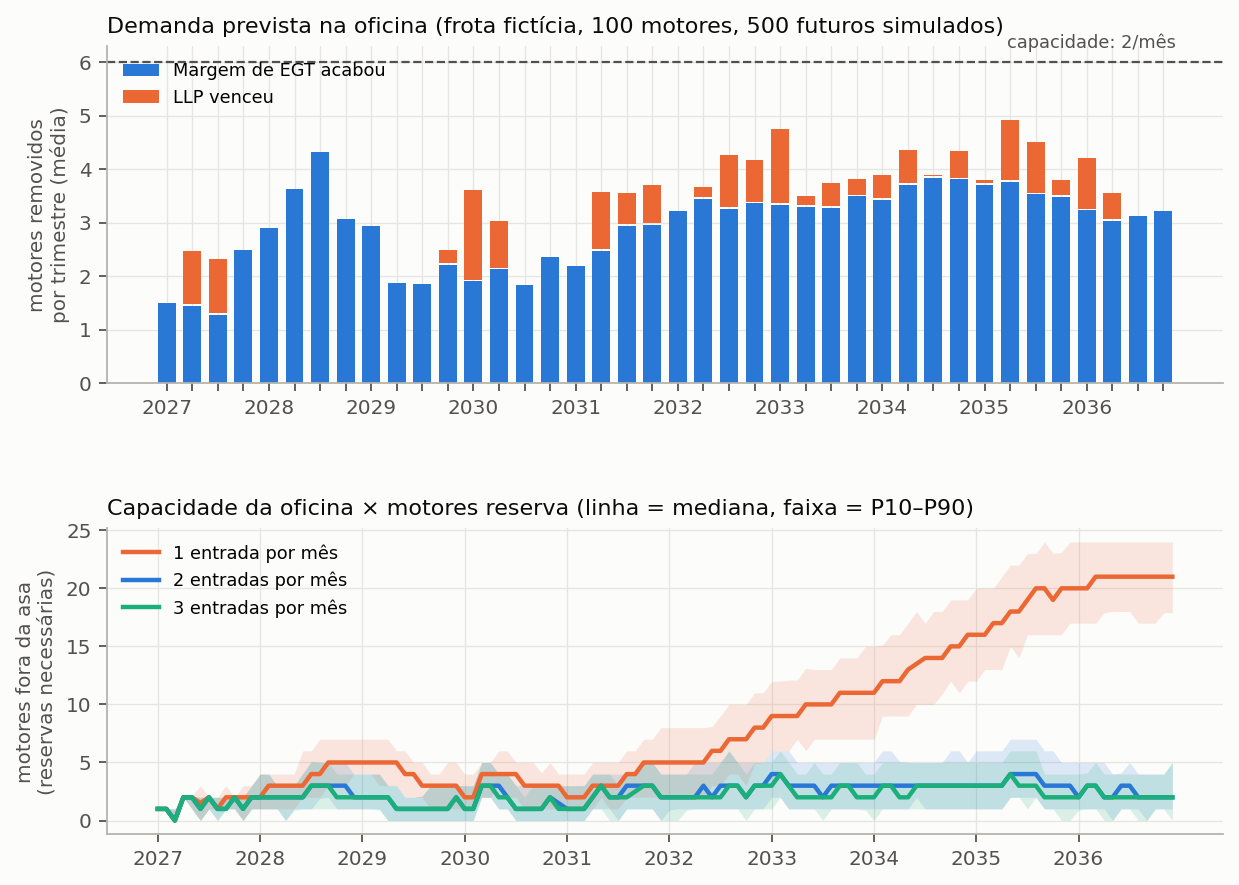 Demanda prevista na oficina (frota fictícia, 100 motores, 500 futuros simulados)
capacidade: 2/mês
Margem de EGT acabou
LLP venceu
motores removidos
por trimestre (média)
6
5
4
3
2
1
0
2027 2028 2029 2030 2031 2032 2033 2034 2035 2036
Capacidade da oficina × motores reserva (linha = mediana, faixa = P10–P90)
1 entrada por mês
2 entradas por mês
3 entradas por mês
motores fora da asa
(reservas necessárias)
25
20
15
10
5
0
2027 2028 2029 2030 2031 2032 2033 2034 2035 2036